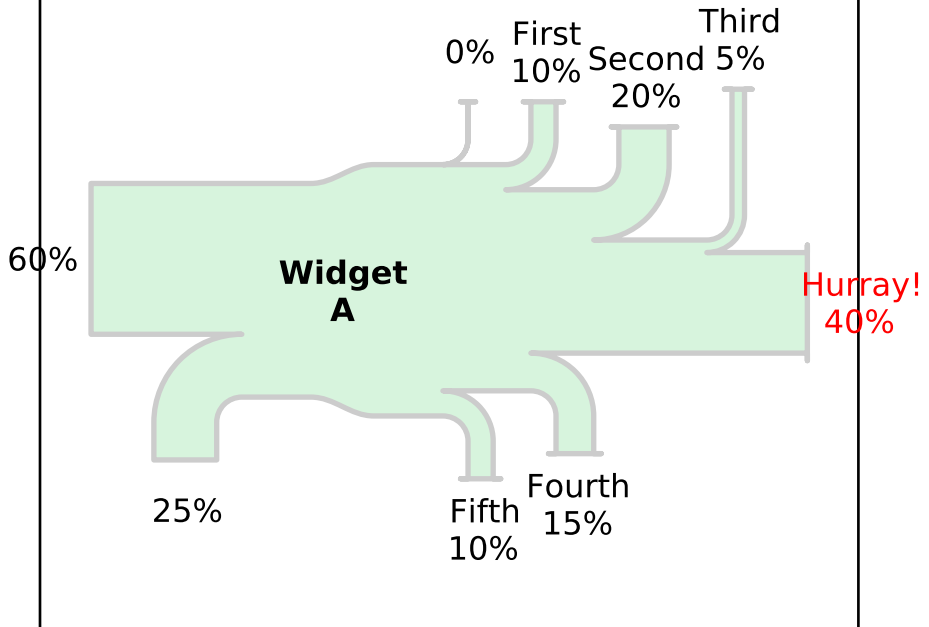 0%
First
10%
Second
20%
Third
5%
60%
Widget
A
Hurray!
40%
25%
Fifth
10%
Fourth
15%